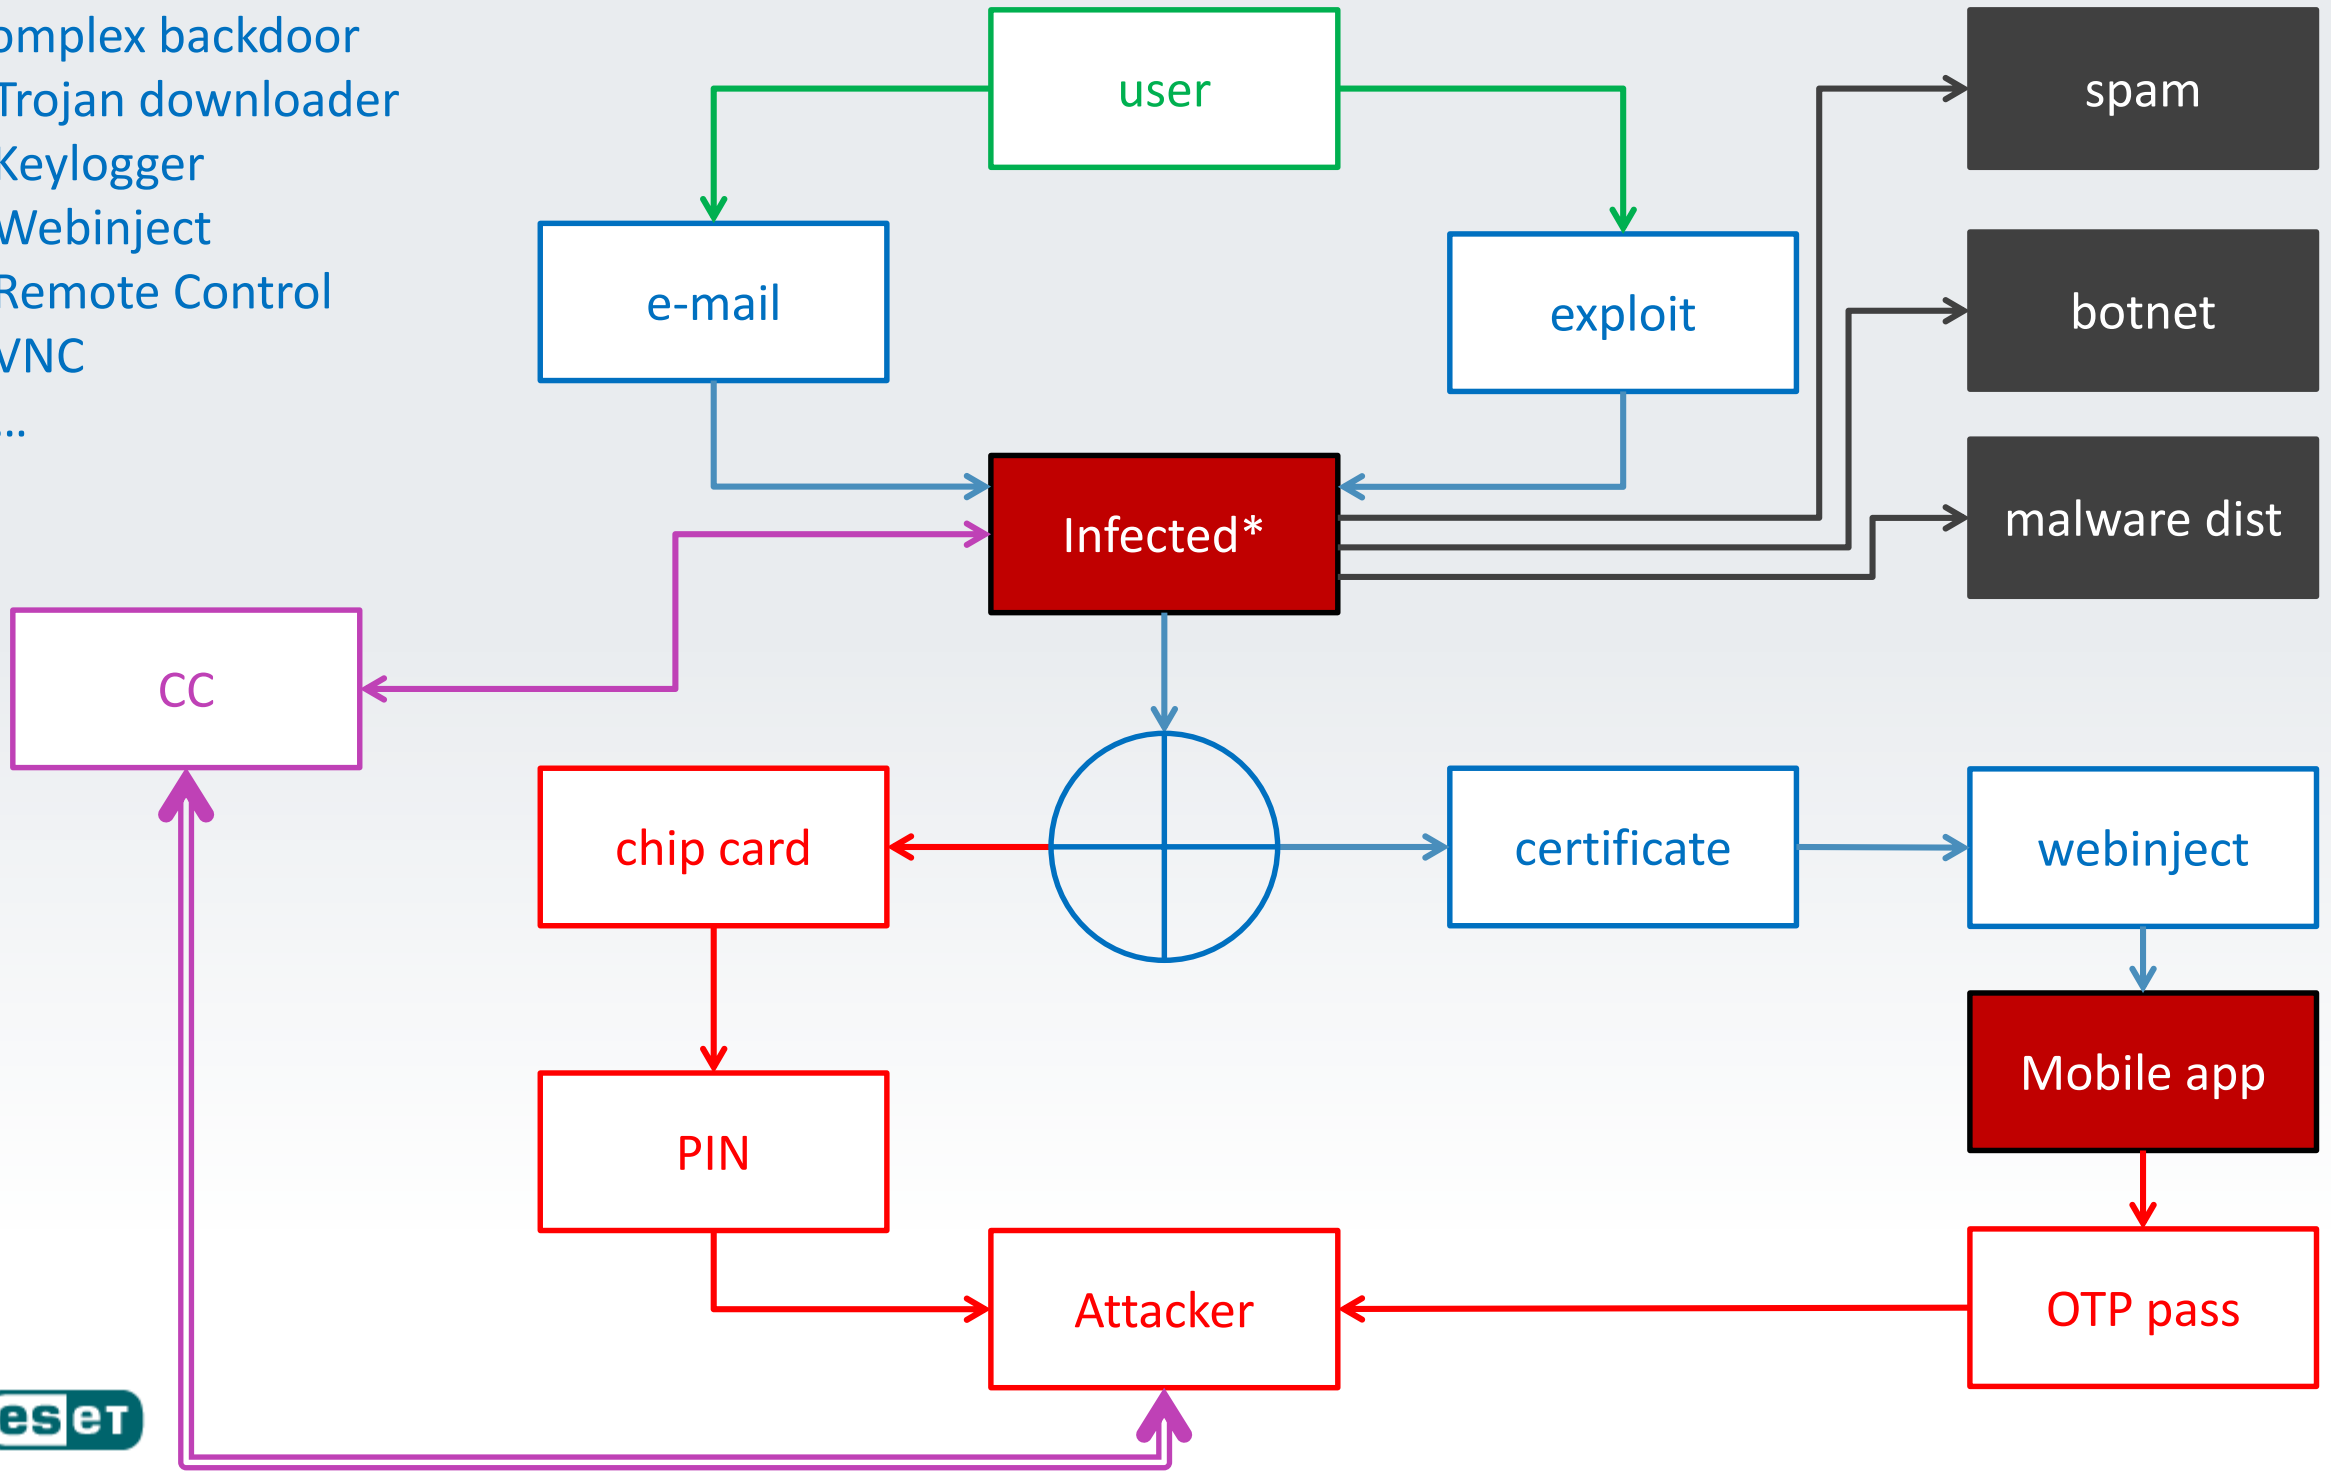 omplex backdoor
Trojan downloader
Keylogger
Webinject
Remote Control
VNC
...
user
spam
e-mail
exploit
botnet
Infected*
malware dist
CC
chip card
certificate
webinject
Mobile app
PIN
Attacker
OTP pass
eset